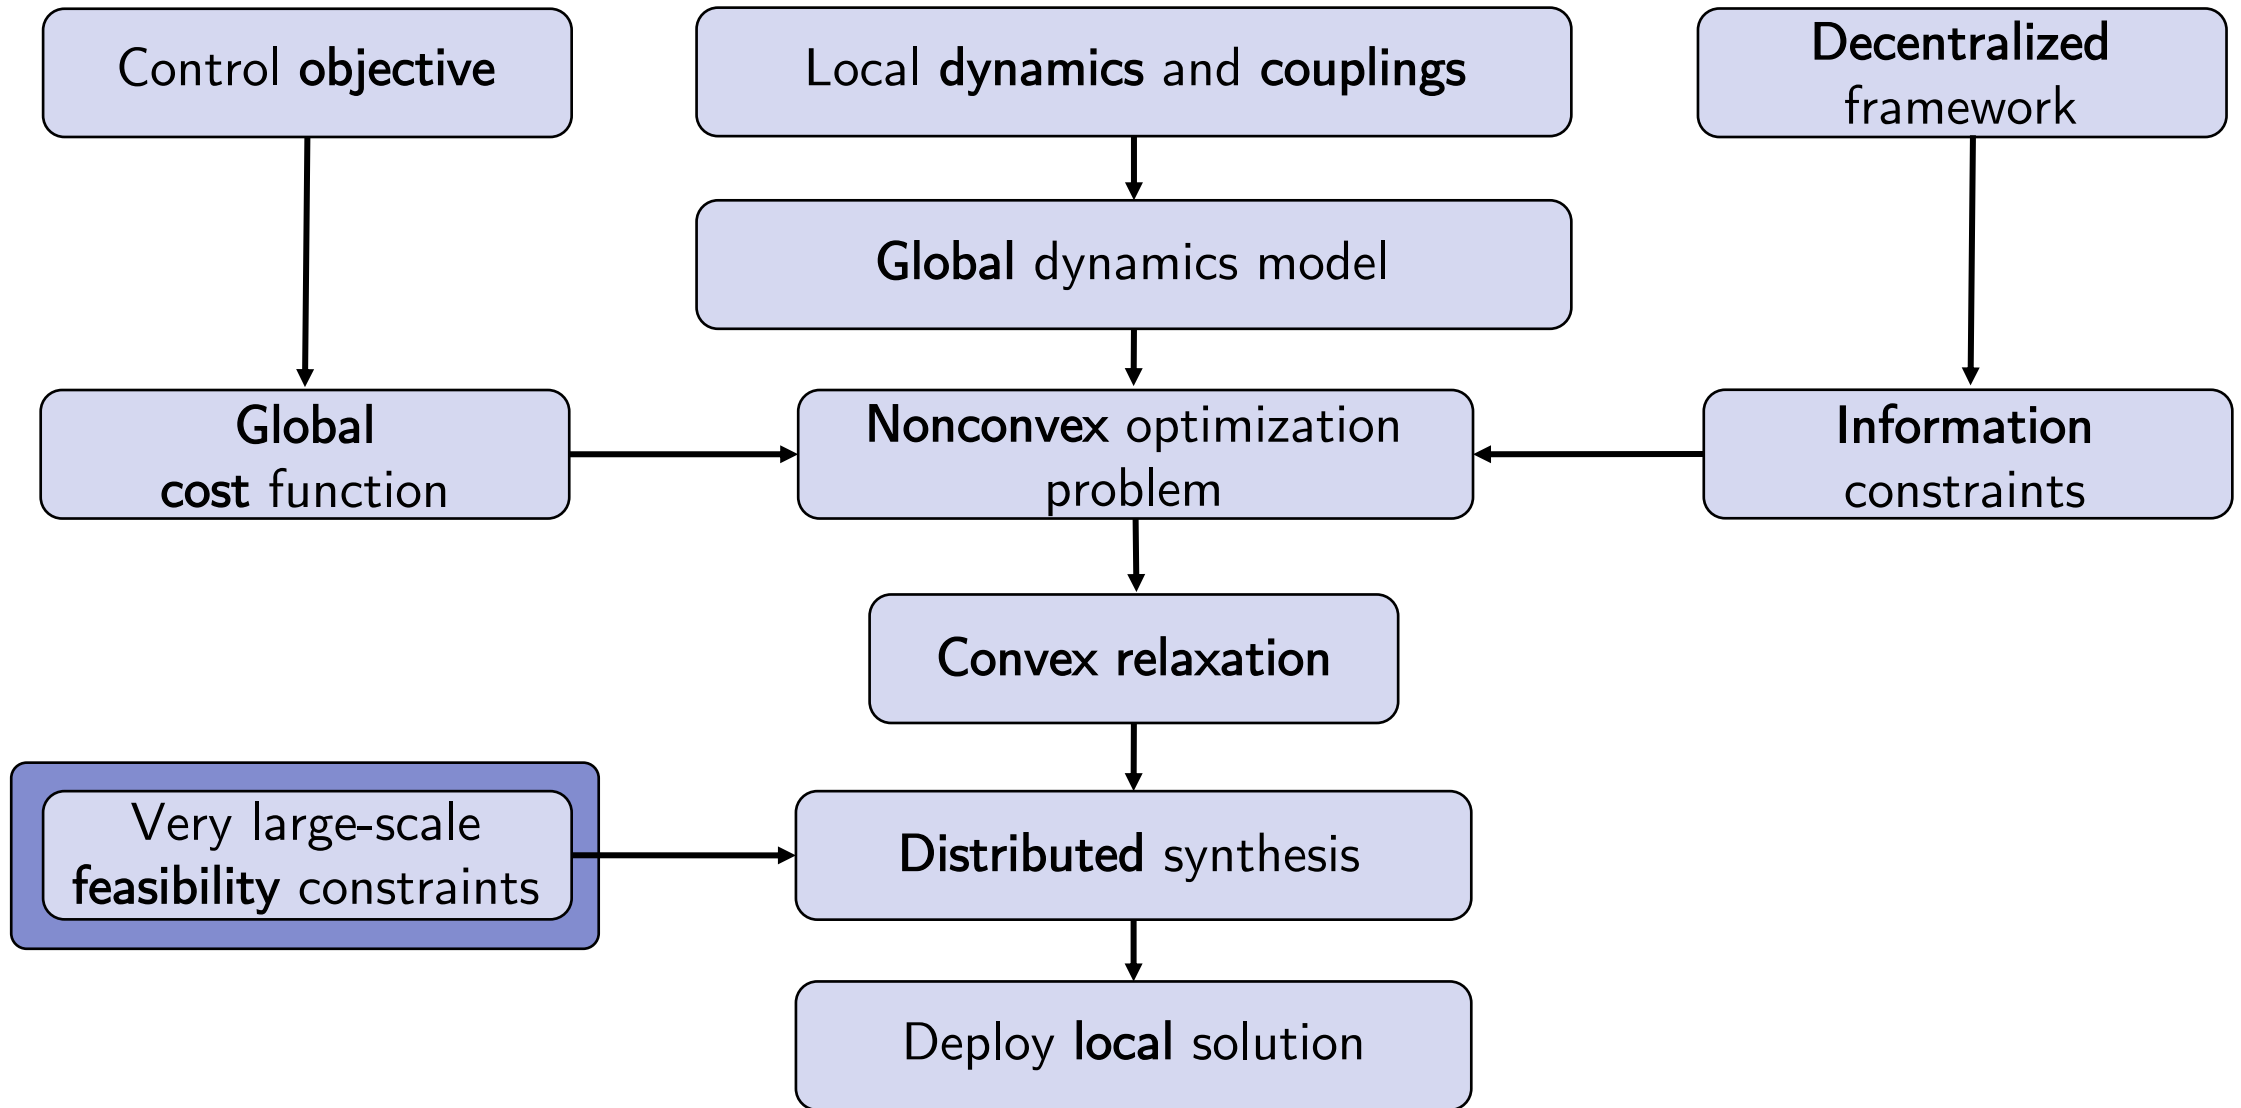 Control objective
Local dynamics and couplings
Decentralized
framework
Global dynamics model
Global
cost function
Nonconvex optimization
problem
Information
constraints
Convex relaxation
Very large-scale
feasibility constraints
Distributed synthesis
Deploy local solution